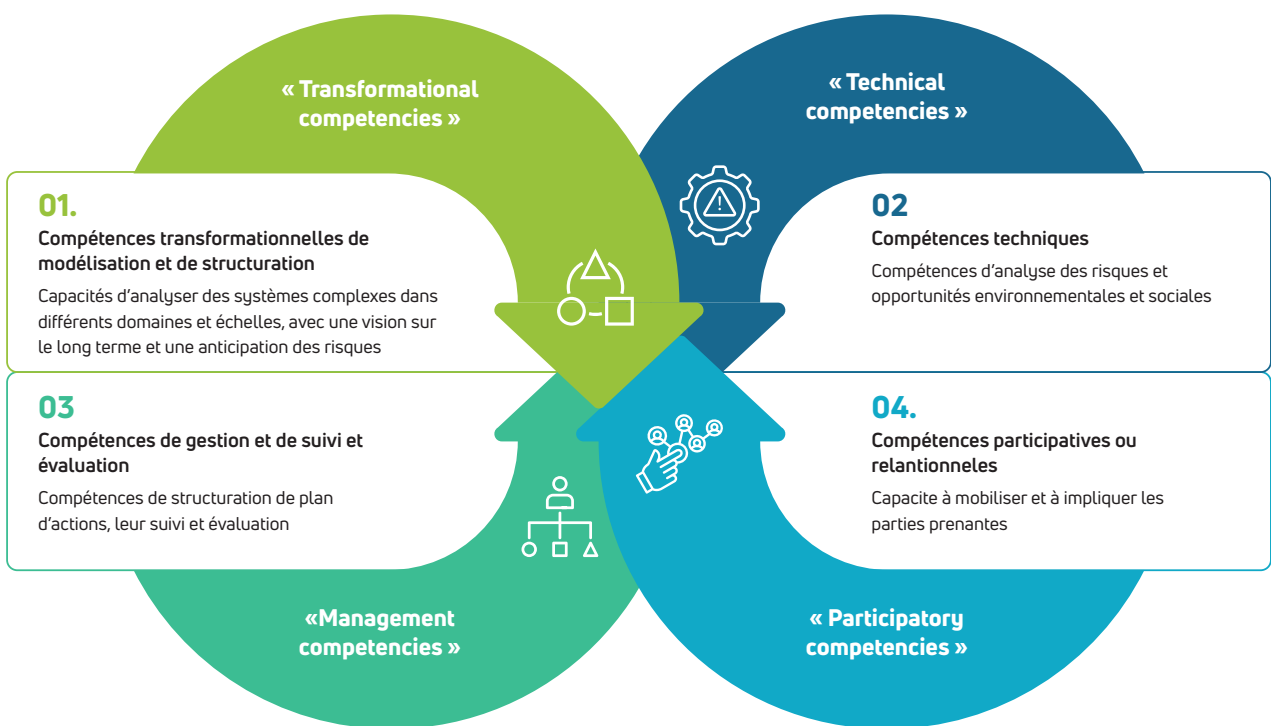 « Transformational
competencies »
« Technical
competencies »
01.
Compétences transformationnelles de
modélisation et de structuration
Capacités d’analyser des systèmes complexes dans
différents domaines et échelles, avec une vision sur
le long terme et une anticipation des risques
02
Compétences techniques
Compétences d’analyse des risques et
opportunités environnementales et sociales
03
Compétences de gestion et de suivi et
évaluation
Compétences de structuration de plan
d’actions, leur suivi et évaluation
04.
Compétences participatives ou
relantionneles
Capacite à mobiliser et à impliquer les
parties prenantes
«Management
competencies »
« Participatory
competencies »